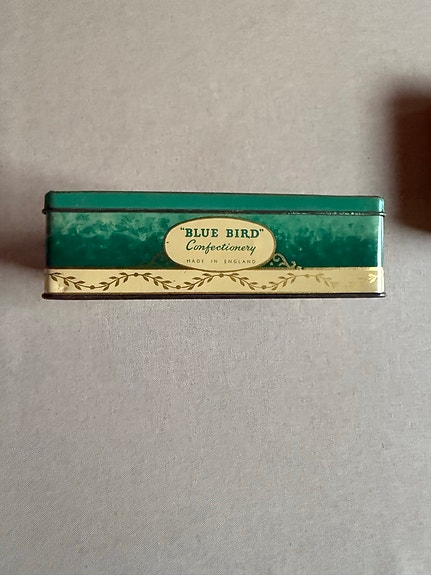 "BLUE BIRD"
Confectionery
MADE IN ENGLAND